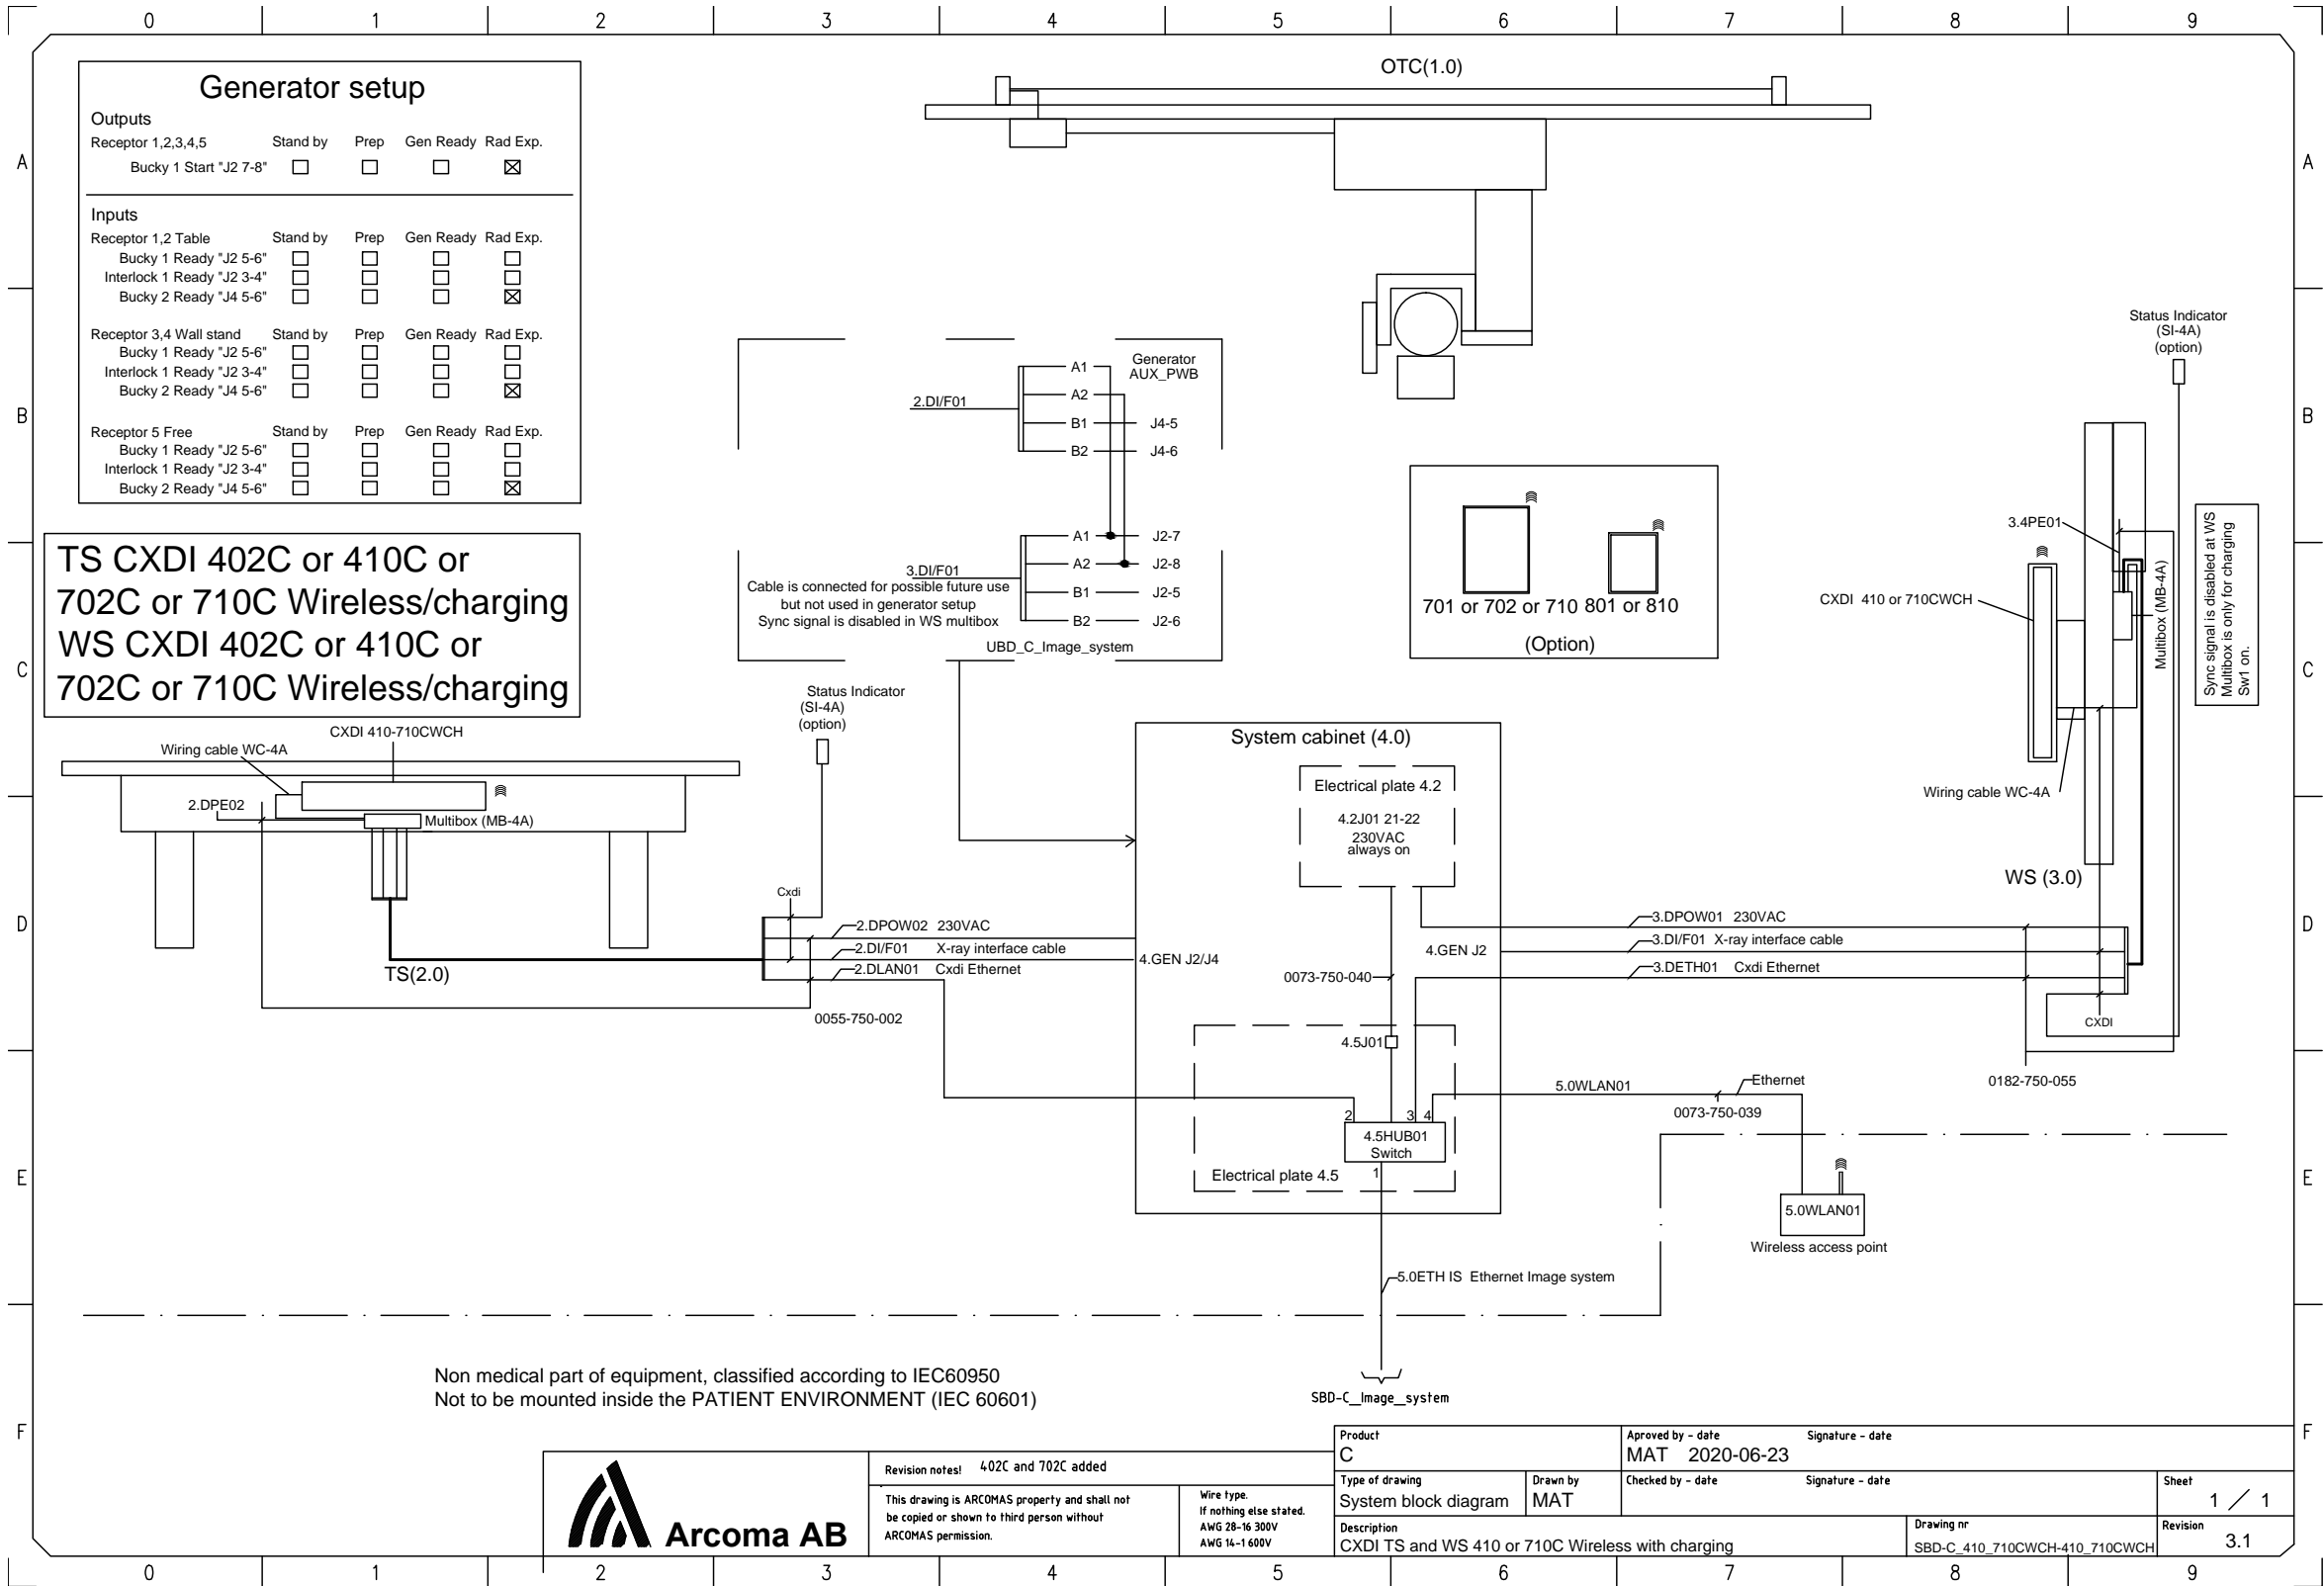 0 1 2 3 4 5 6 7 8 9
A
B
C
D
E
F
A
B
C
D
E
F
Generator setup
Outputs
Receptor 1,2,3,4,5 Stand by Prep Gen Ready Rad Exp.
Bucky 1 Start "J2 7-8"
Inputs
Receptor 1,2 Table Stand by Prep Gen Ready Rad Exp.
Bucky 1 Ready "J2 5-6"
Interlock 1 Ready "J2 3-4"
Bucky 2 Ready "J4 5-6"
Receptor 3,4 Wall stand Stand by Prep Gen Ready Rad Exp.
Bucky 1 Ready "J2 5-6"
Interlock 1 Ready "J2 3-4"
Bucky 2 Ready "J4 5-6"
Receptor 5 Free Stand by Prep Gen Ready Rad Exp.
Bucky 1 Ready "J2 5-6"
Interlock 1 Ready "J2 3-4"
Bucky 2 Ready "J4 5-6"
TS CXDI 402C or 410C or
702C or 710C Wireless/charging
WS CXDI 402C or 410C or
702C or 710C Wireless/charging
OTC(1.0)
Generator
AUX_PWB
2.DI/F01
A1
A2
B1 J4-5
B2 J4-6
3.DI/F01
A1 J2-7
A2 J2-8
B1 J2-5
B2 J2-6
Cable is connected for possible future use
but not used in generator setup
Sync signal is disabled in WS multibox
UBD_C_Image_system
701 or 702 or 710 801 or 810
(Option)
Status Indicator
(SI-4A)
(option)
3.4PE01
CXDI 410 or 710CWCH
Multibox (MB-4A)
Sync signal is disabled at WS
Multibox is only for charging
Sw1 on.
Wiring cable WC-4A
WS (3.0)
CXDI 410-710CWCH
Wiring cable WC-4A
2.DPE02
Multibox (MB-4A)
TS(2.0)
Status Indicator
(SI-4A)
(option)
Cxdi
2.DPOW02 230VAC
2.DI/F01 X-ray interface cable
2.DLAN01 Cxdi Ethernet
0055-750-002
4.GEN J2/J4
System cabinet (4.0)
Electrical plate 4.2
4.2J01 21-22
230VAC
always on
4.GEN J2
0073-750-040
4.5J01
2 3 4
4.5HUB01
Switch
1
Electrical plate 4.5
3.DPOW01 230VAC
3.DI/F01 X-ray interface cable
3.DETH01 Cxdi Ethernet
CXDI
0182-750-055
5.0WLAN01
Ethernet
0073-750-039
5.0WLAN01
Wireless access point
5.0ETH IS Ethernet Image system
SBD-C_Image_system
Non medical part of equipment, classified according to IEC60950
Not to be mounted inside the PATIENT ENVIRONMENT (IEC 60601)
Arcoma AB
Revision notes! 402C and 702C added
This drawing is ARCOMAS property and shall not
be copied or shown to third person without
ARCOMAS permission.
Wire type.
If nothing else stated.
AWG 28-16 300V
AWG 14-1 600V
Product
C
Aproved by - date Signature - date
MAT 2020-06-23
Type of drawing
System block diagram
Drawn by
MAT
Checked by - date Signature - date
Sheet
1 / 1
Description
CXDI TS and WS 410 or 710C Wireless with charging
Drawing nr
SBD-C_410_710CWCH-410_710CWCH
Revision
3.1
0 1 2 3 4 5 6 7 8 9